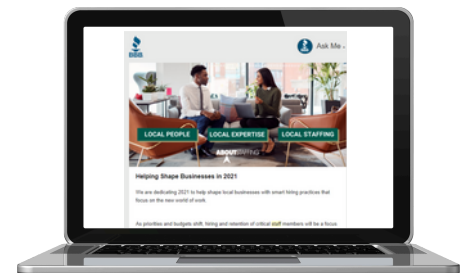 BBB
Ask Me
LOCAL PEOPLE
LOCAL EXPERTISE
LOCAL STAFFING
ABOUTSTAFFING
Helping Shape Businesses in 2021
We are dedicating 2021 to help shape local businesses with smart hiring practices that
focus on the new world of work.
As priorities and budgets shift, hiring and retention of critical staff members will be a focus